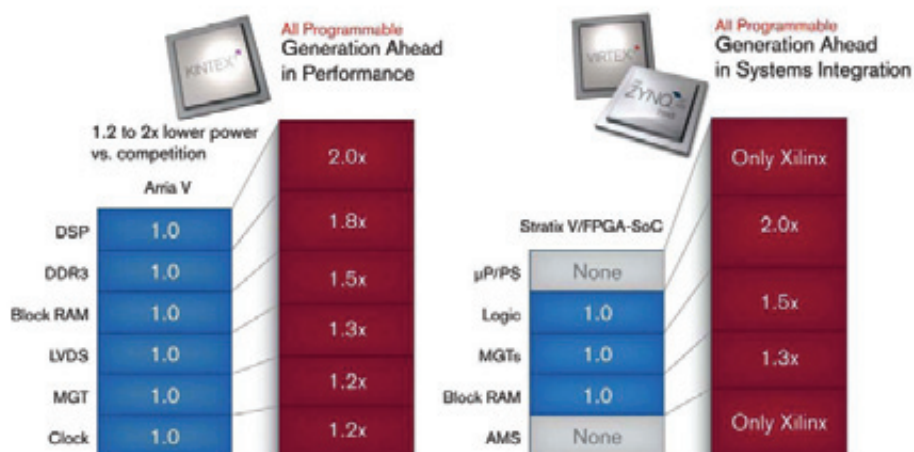 All Programmable
Generation Ahead
in Performance
KINTEX
1.2 to 2x lower power
vs. competition
Arria V
DSP 1.0 2.0x
DDR3 1.0 1.8x
Block RAM 1.0 1.5x
LVDS 1.0 1.3x
MGT 1.0 1.2x
Clock 1.0 1.2x
All Programmable
Generation Ahead
in Systems Integration
VIRTEX
ZYNQ
Stratix V/FPGA-SoC
µP/PS None Only Xilinx
Logic 1.0 2.0x
MGTs 1.0 1.5x
Block RAM 1.0 1.3x
AMS None Only Xilinx